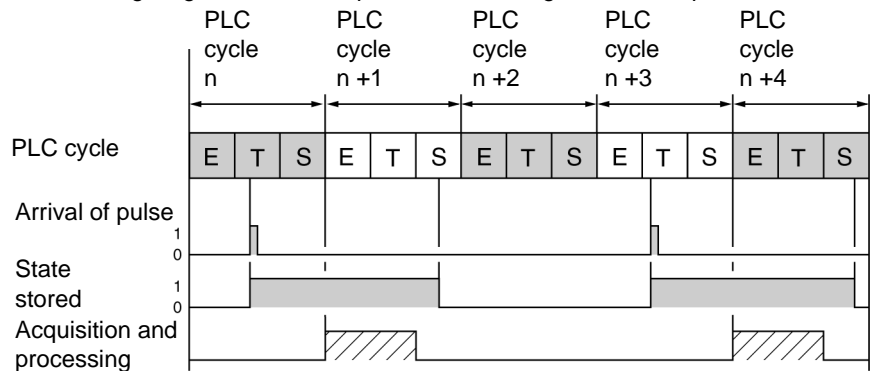 PLC
cycle
n
PLC
cycle
n +1
PLC
cycle
n +2
PLC
cycle
n +3
PLC
cycle
n +4
PLC cycle
E T S E T S E T S E T S E T S
Arrival of pulse
1
0
State
stored
1
0
Acquisition and
processing